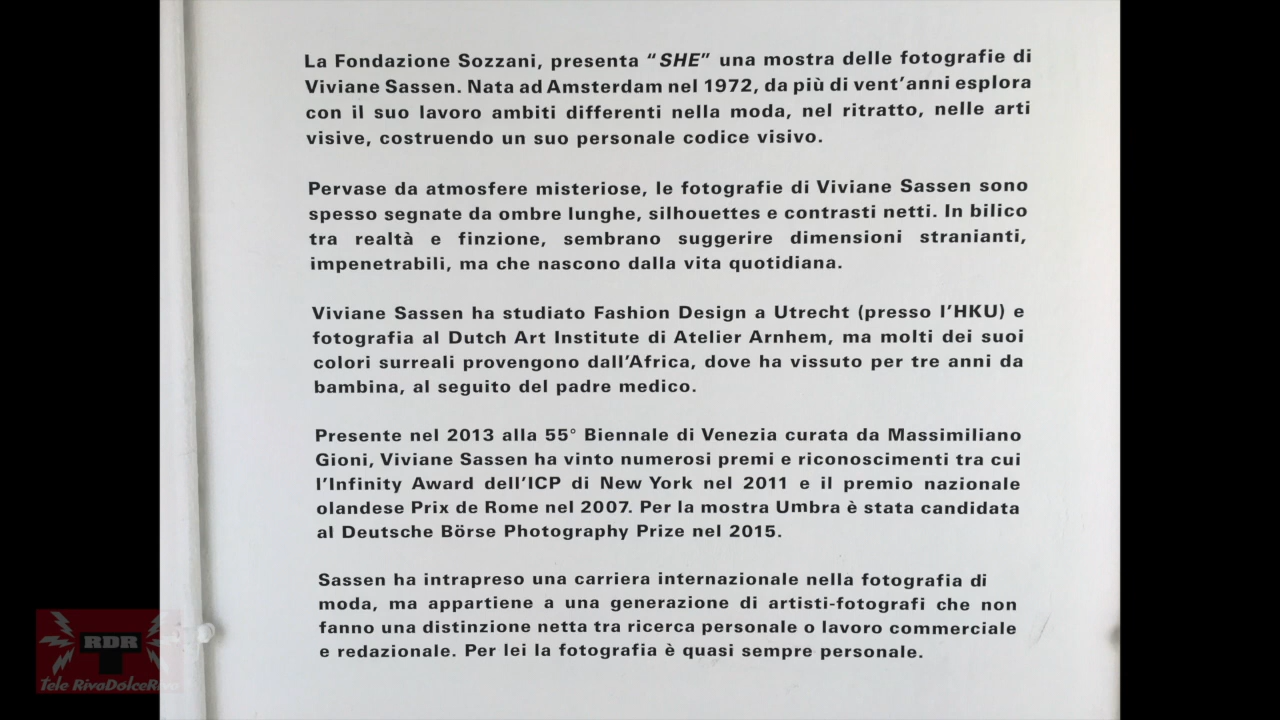 La Fondazione Sozzani, presenta “SHE” una mostra delle fotografie di
Viviane Sassen. Nata ad Amsterdam nel 1972, da più di vent’anni esplora
con il suo lavoro ambiti differenti nella moda, nel ritratto, nelle arti
visive, costruendo un suo personale codice visivo.
Pervase da atmosfere misteriose, le fotografie di Viviane Sassen sono
spesso segnate da ombre lunghe, silhouettes e contrasti netti. In bilico
tra realtà e finzione, sembrano suggerire dimensioni stranianti,
impenetrabili, ma che nascono dalla vita quotidiana.
Viviane Sassen ha studiato Fashion Design a Utrecht (presso l’HKU) e
fotografia al Dutch Art Institute di Atelier Arnhem, ma molti dei suoi
colori surreali provengono dall’Africa, dove ha vissuto per tre anni da
bambina, al seguito del padre medico.
Presente nel 2013 alla 55° Biennale di Venezia curata da Massimiliano
Gioni, Viviane Sassen ha vinto numerosi premi e riconoscimenti tra cui
l’Infinity Award dell’ICP di New York nel 2011 e il premio nazionale
olandese Prix de Rome nel 2007. Per la mostra Umbra è stata candidata
al Deutsche Börse Photography Prize nel 2015.
Sassen ha intrapreso una carriera internazionale nella fotografia di
moda, ma appartiene a una generazione di artisti-fotografi che non
fanno una distinzione netta tra ricerca personale o lavoro commerciale
e redazionale. Per lei la fotografia è quasi sempre personale.
RDR
Tele RivaDolceRiva